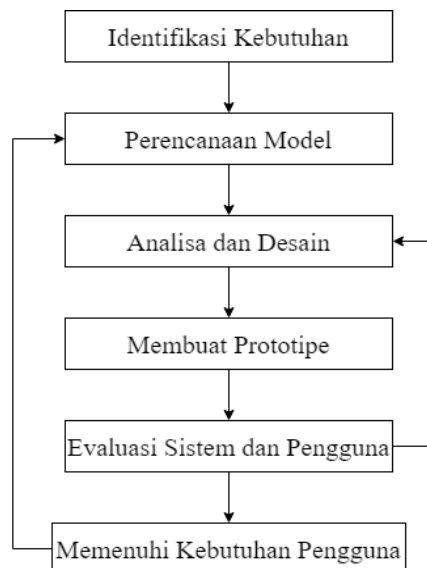 Identifikasi Kebutuhan
Perencanaan Model
Analisa dan Desain
Membuat Prototipe
Evaluasi Sistem dan Pengguna
Memenuhi Kebutuhan Pengguna